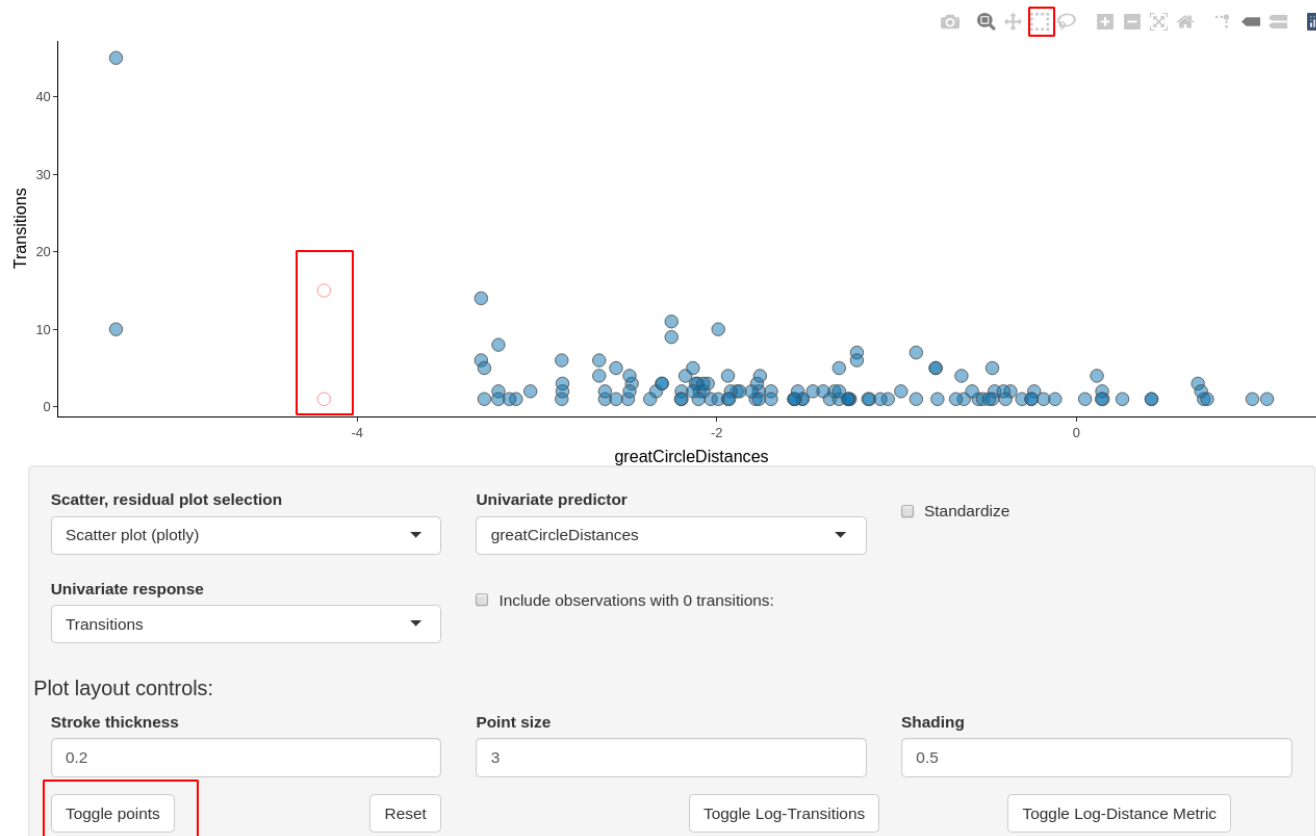 40
30
20
10
0
Transitions
-4
-2
0
greatCircleDistances
Scatter, residual plot selection
Univariate predictor
Standardize
Scatter plot (plotly)
greatCircleDistances
Univariate response
Include observations with 0 transitions:
Transitions
Plot layout controls:
Stroke thickness
Point size
Shading
0.2
3
0.5
Toggle points
Reset
Toggle Log-Transitions
Toggle Log-Distance Metric